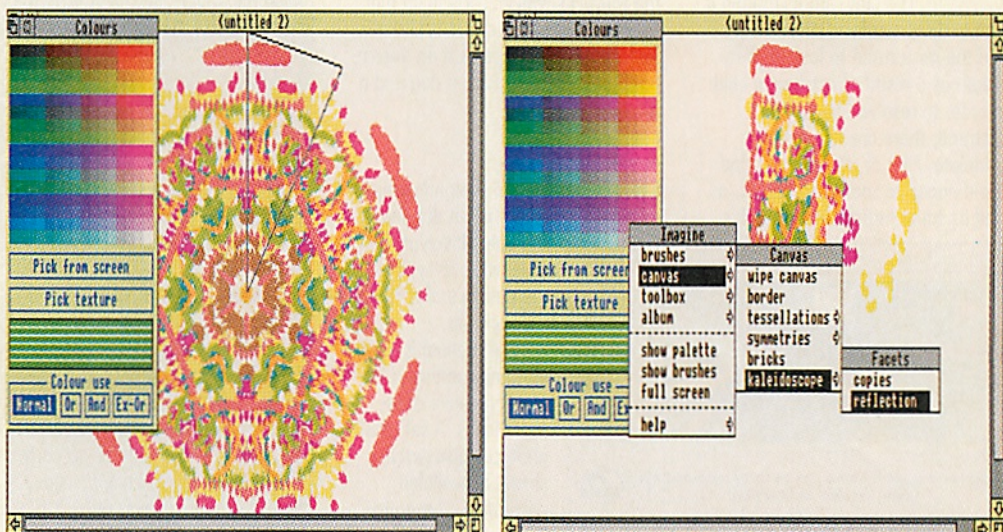 Colours
<untitled 2>
Pick from screen
Pick texture
Colour use
Normal Or And Ex-Or
Colours
<untitled 2>
Pick from screen
Pick texture
Colour use
Normal Or And Ex
Imagine
brushes
canvas
toolbox
album
show palette
show brushes
full screen
help
Canvas
wipe canvas
border
tessellations
symmetries
bricks
kaleidoscope
Facets
copies
reflection